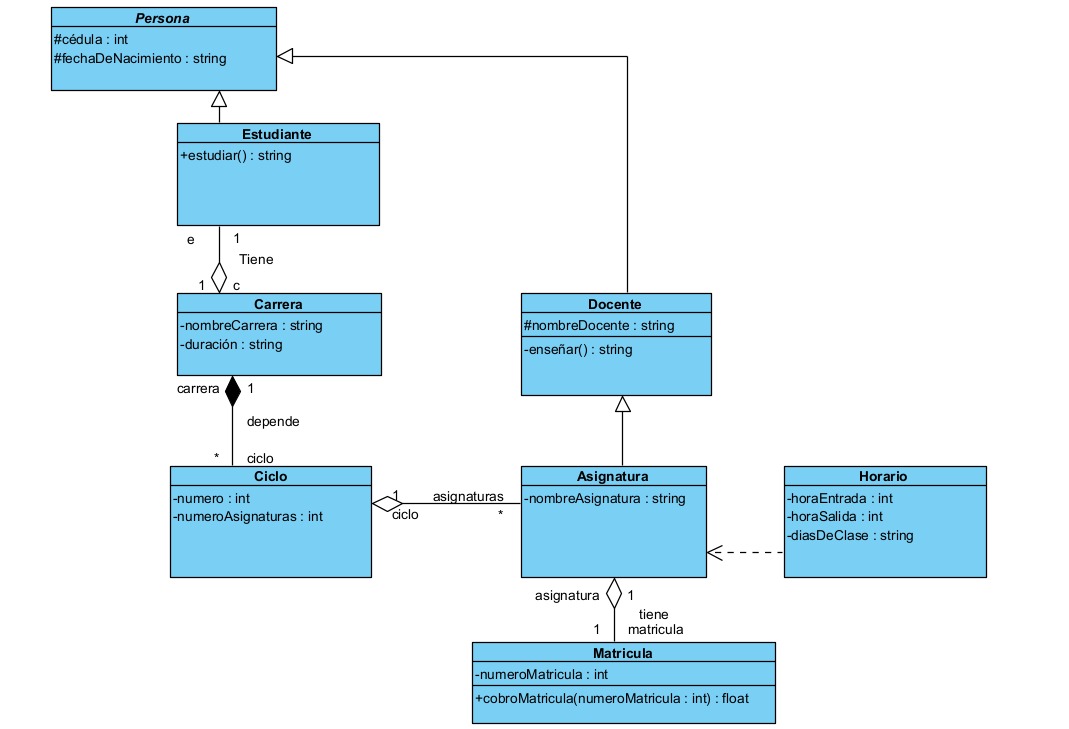 Persona
#cédula : int
#fechaDeNacimiento : string
Estudiante
+estudiar() : string
e
1
Tiene
1
c
Carrera
-nombreCarrera : string
-duración : string
carrera
1
depende
*
ciclo
Docente
#nombreDocente : string
-enseñar() : string
Ciclo
-numero : int
-numeroAsignaturas : int
1
ciclo
asignaturas
*
Asignatura
-nombreAsignatura : string
Horario
-horaEntrada : int
-horaSalida : int
-diasDeClase : string
asignatura
1
tiene
1
matricula
Matricula
-numeroMatricula : int
+cobroMatricula(numeroMatricula : int) : float